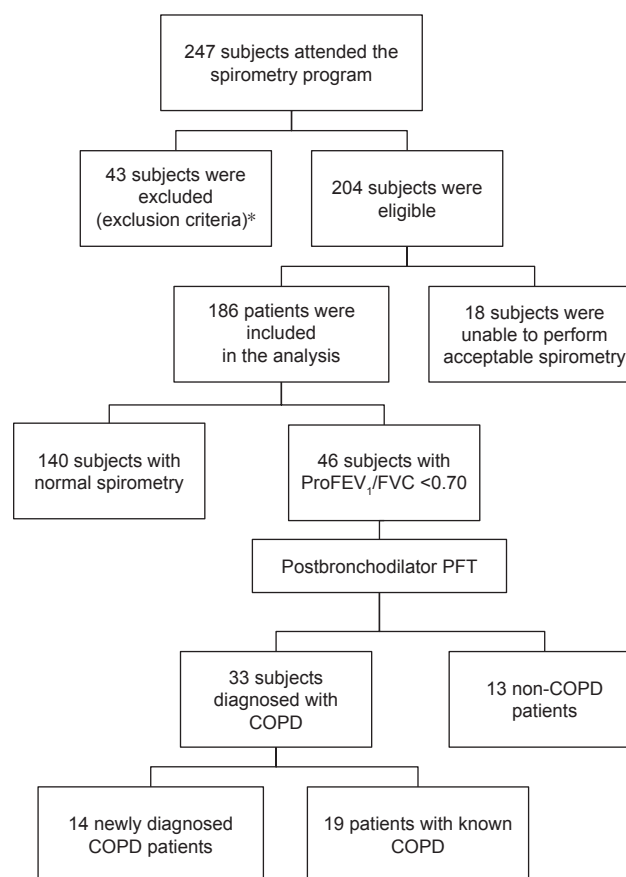 247 subjects attended the
spirometry program
43 subjects were
excluded
(exclusion criteria)*
204 subjects were
eligible
186 patients were
included
in the analysis
18 subjects were
unable to perform
acceptable spirometry
140 subjects with
normal spirometry
46 subjects with
ProFEV₁/FVC <0.70
Postbronchodilator PFT
33 subjects
diagnosed with
COPD
13 non-COPD
patients
14 newly diagnosed
COPD patients
19 patients with known
COPD